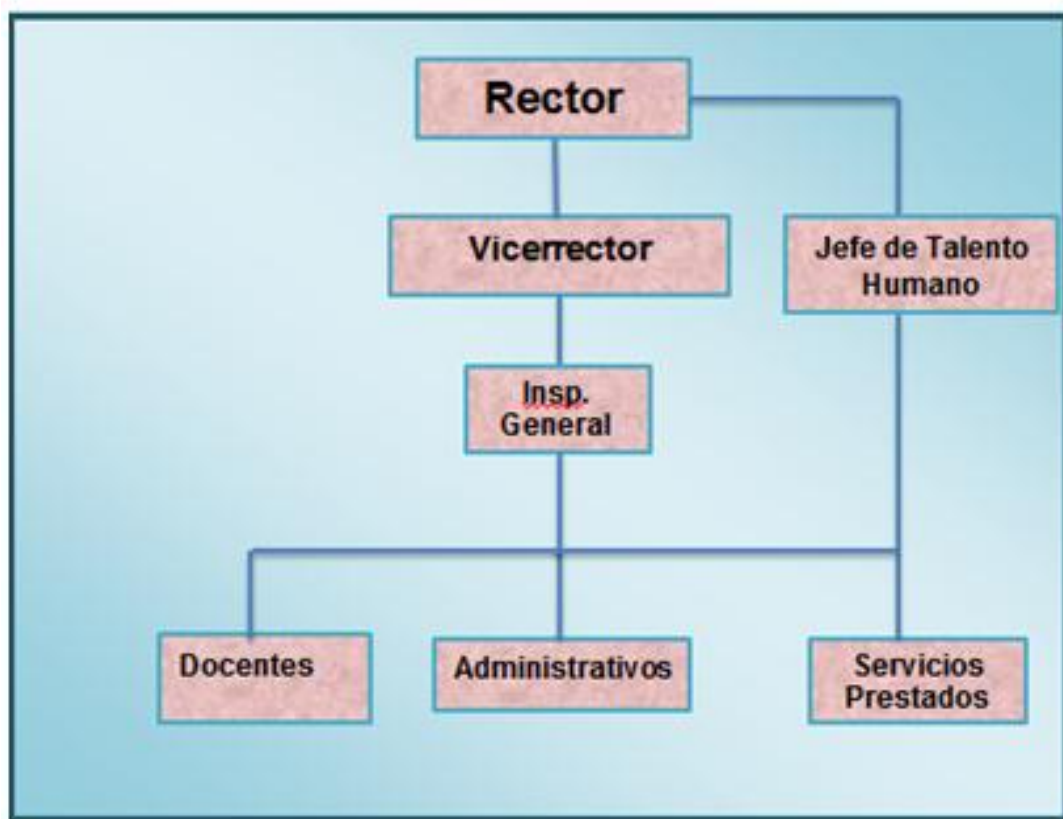 Rector
Vicerrector
Jefe de Talento
Humano
Insp.
General
Docentes
Administrativos
Servicios
Prestados